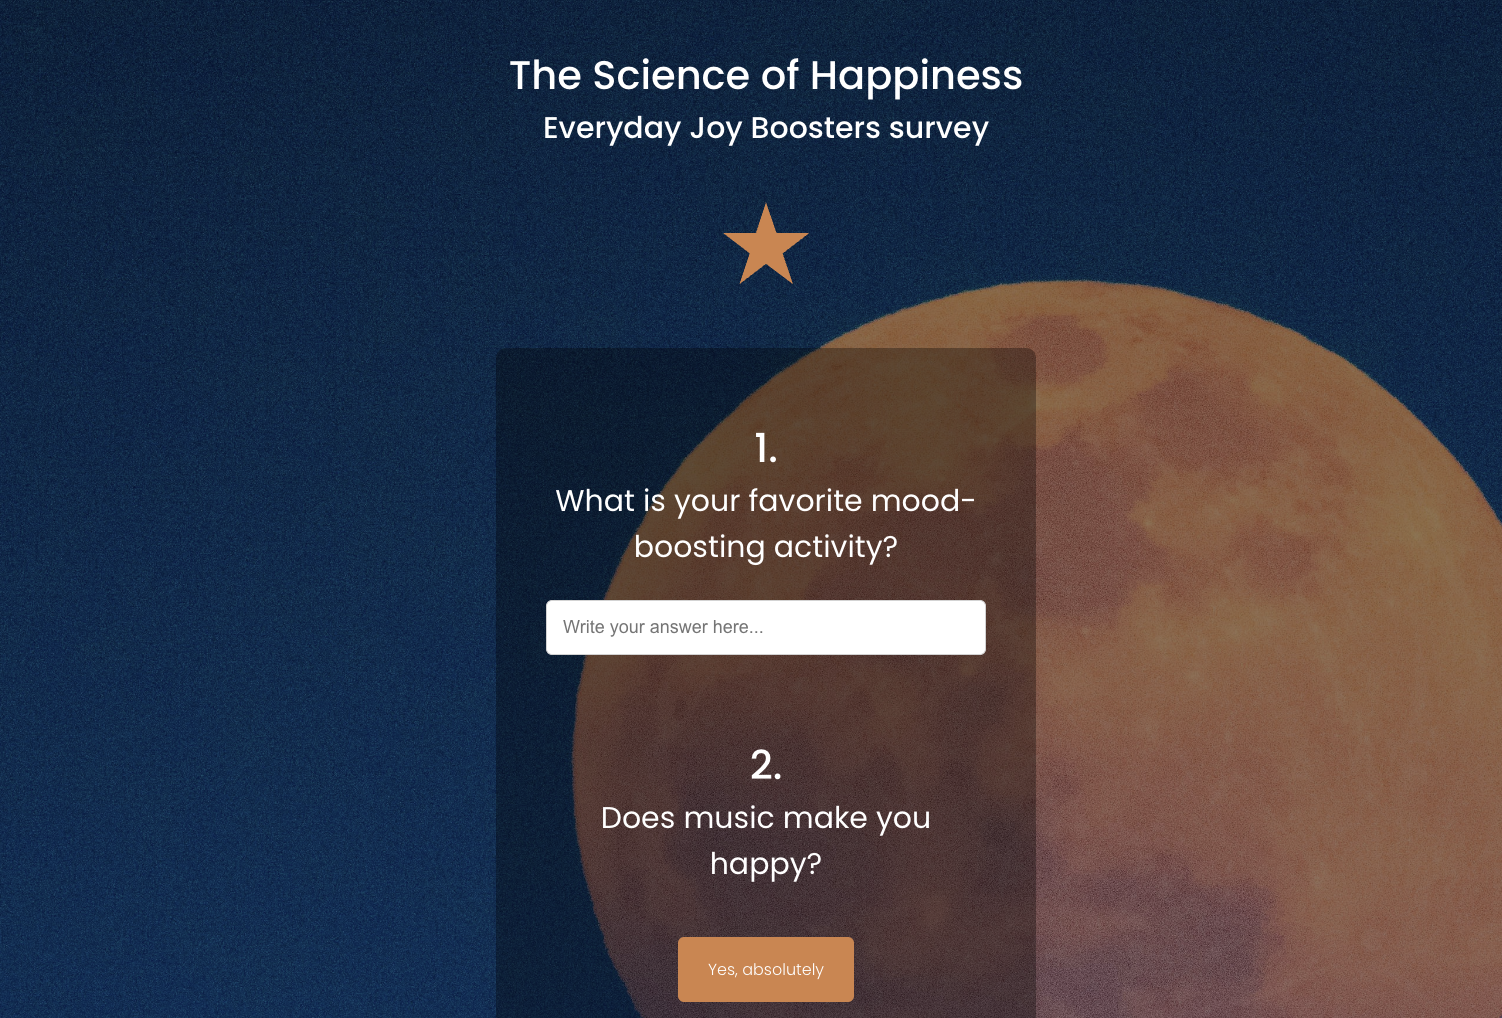 The Science of Happiness
Everyday Joy Boosters survey
1.
What is your favorite mood-
boosting activity?
Write your answer here...
2.
Does music make you
happy?
Yes, absolutely